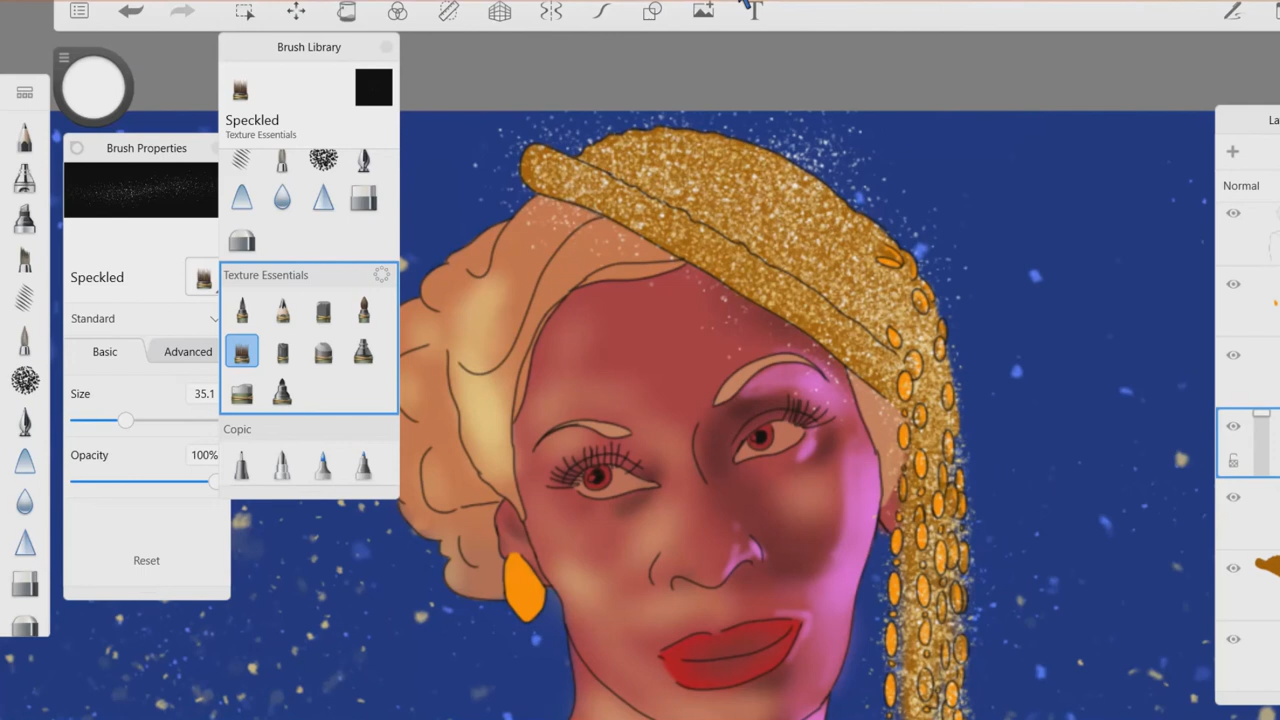 Brush Library
Speckled
Texture Essentials
Brush Properties
Speckled
Standard
Basic
Advanced
Size
35.1
Opacity
100%
Reset
Texture Essentials
Copic
La
Normal